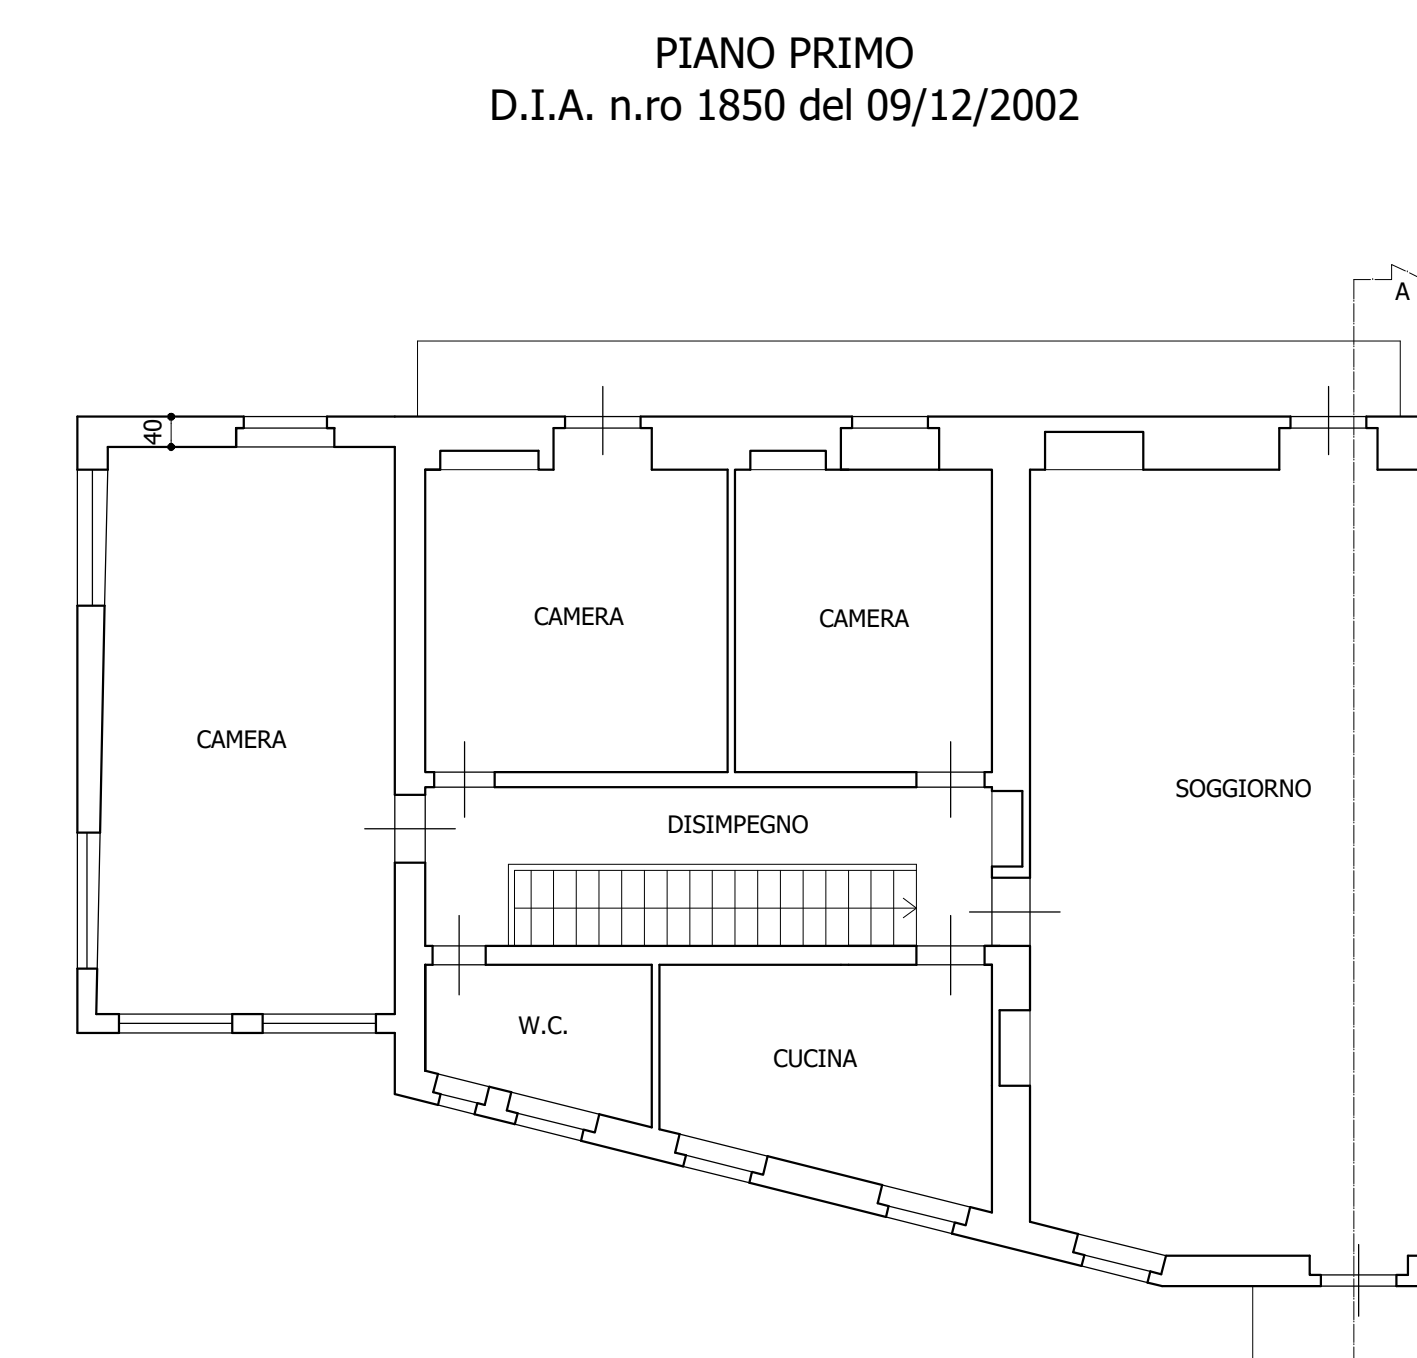 PIANO PRIMO
D.I.A. n.ro 1850 del 09/12/2002
A
40
CAMERA
CAMERA
CAMERA
SOGGIORNO
DISIMPEGNO
W.C.
CUCINA